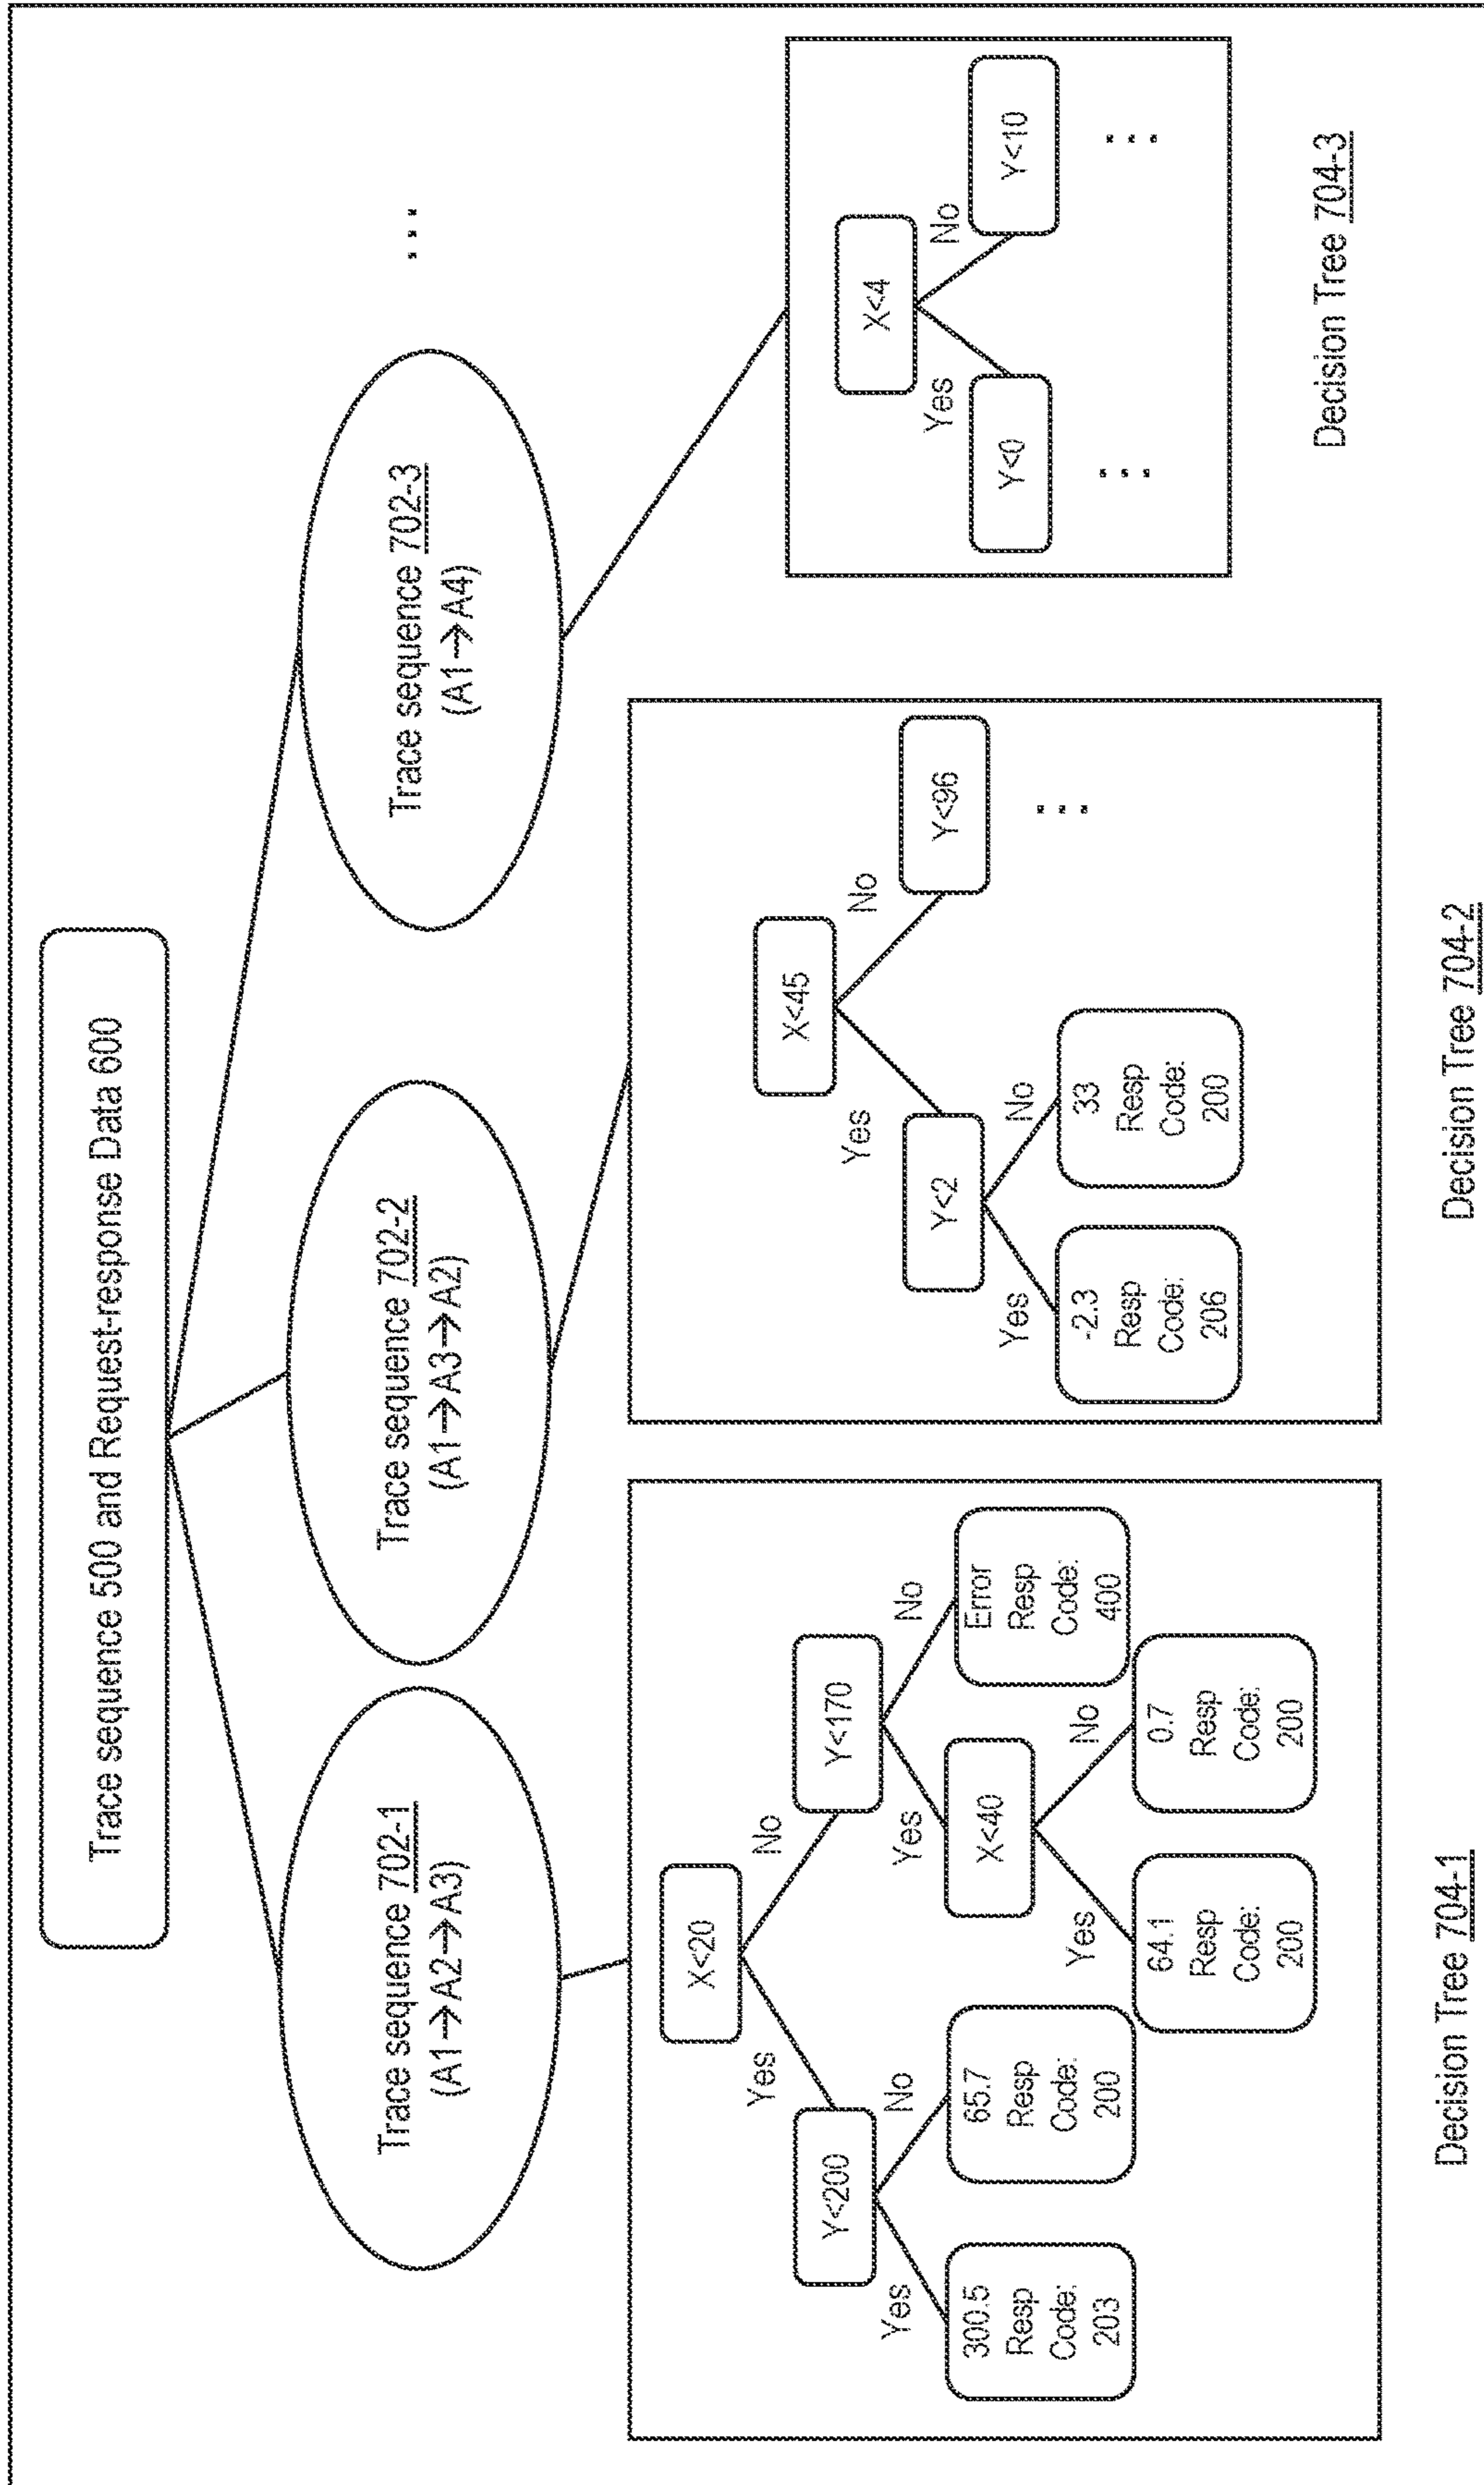 Trace sequence 500 and Request-response Data 600
Trace sequence 702-1
(A1→A2→A3)
Trace sequence 702-2
(A1→A3→A2)
Trace sequence 702-3
(A1→A4)
...
X<20
Yes
No
Y<200
Y<170
Yes
No
Yes
No
300.5
Resp
Code:
203
65.7
Resp
Code:
200
X<40
Error
Resp
Code:
400
Yes
No
64.1
Resp
Code:
200
0.7
Resp
Code:
200
Decision Tree 704-1
X<45
Yes
No
Y<2
Y<96
Yes
No
...
-2.3
Resp
Code:
206
33
Resp
Code:
200
Decision Tree 704-2
X<4
Yes
No
Y<0
Y<10
...
...
Decision Tree 704-3